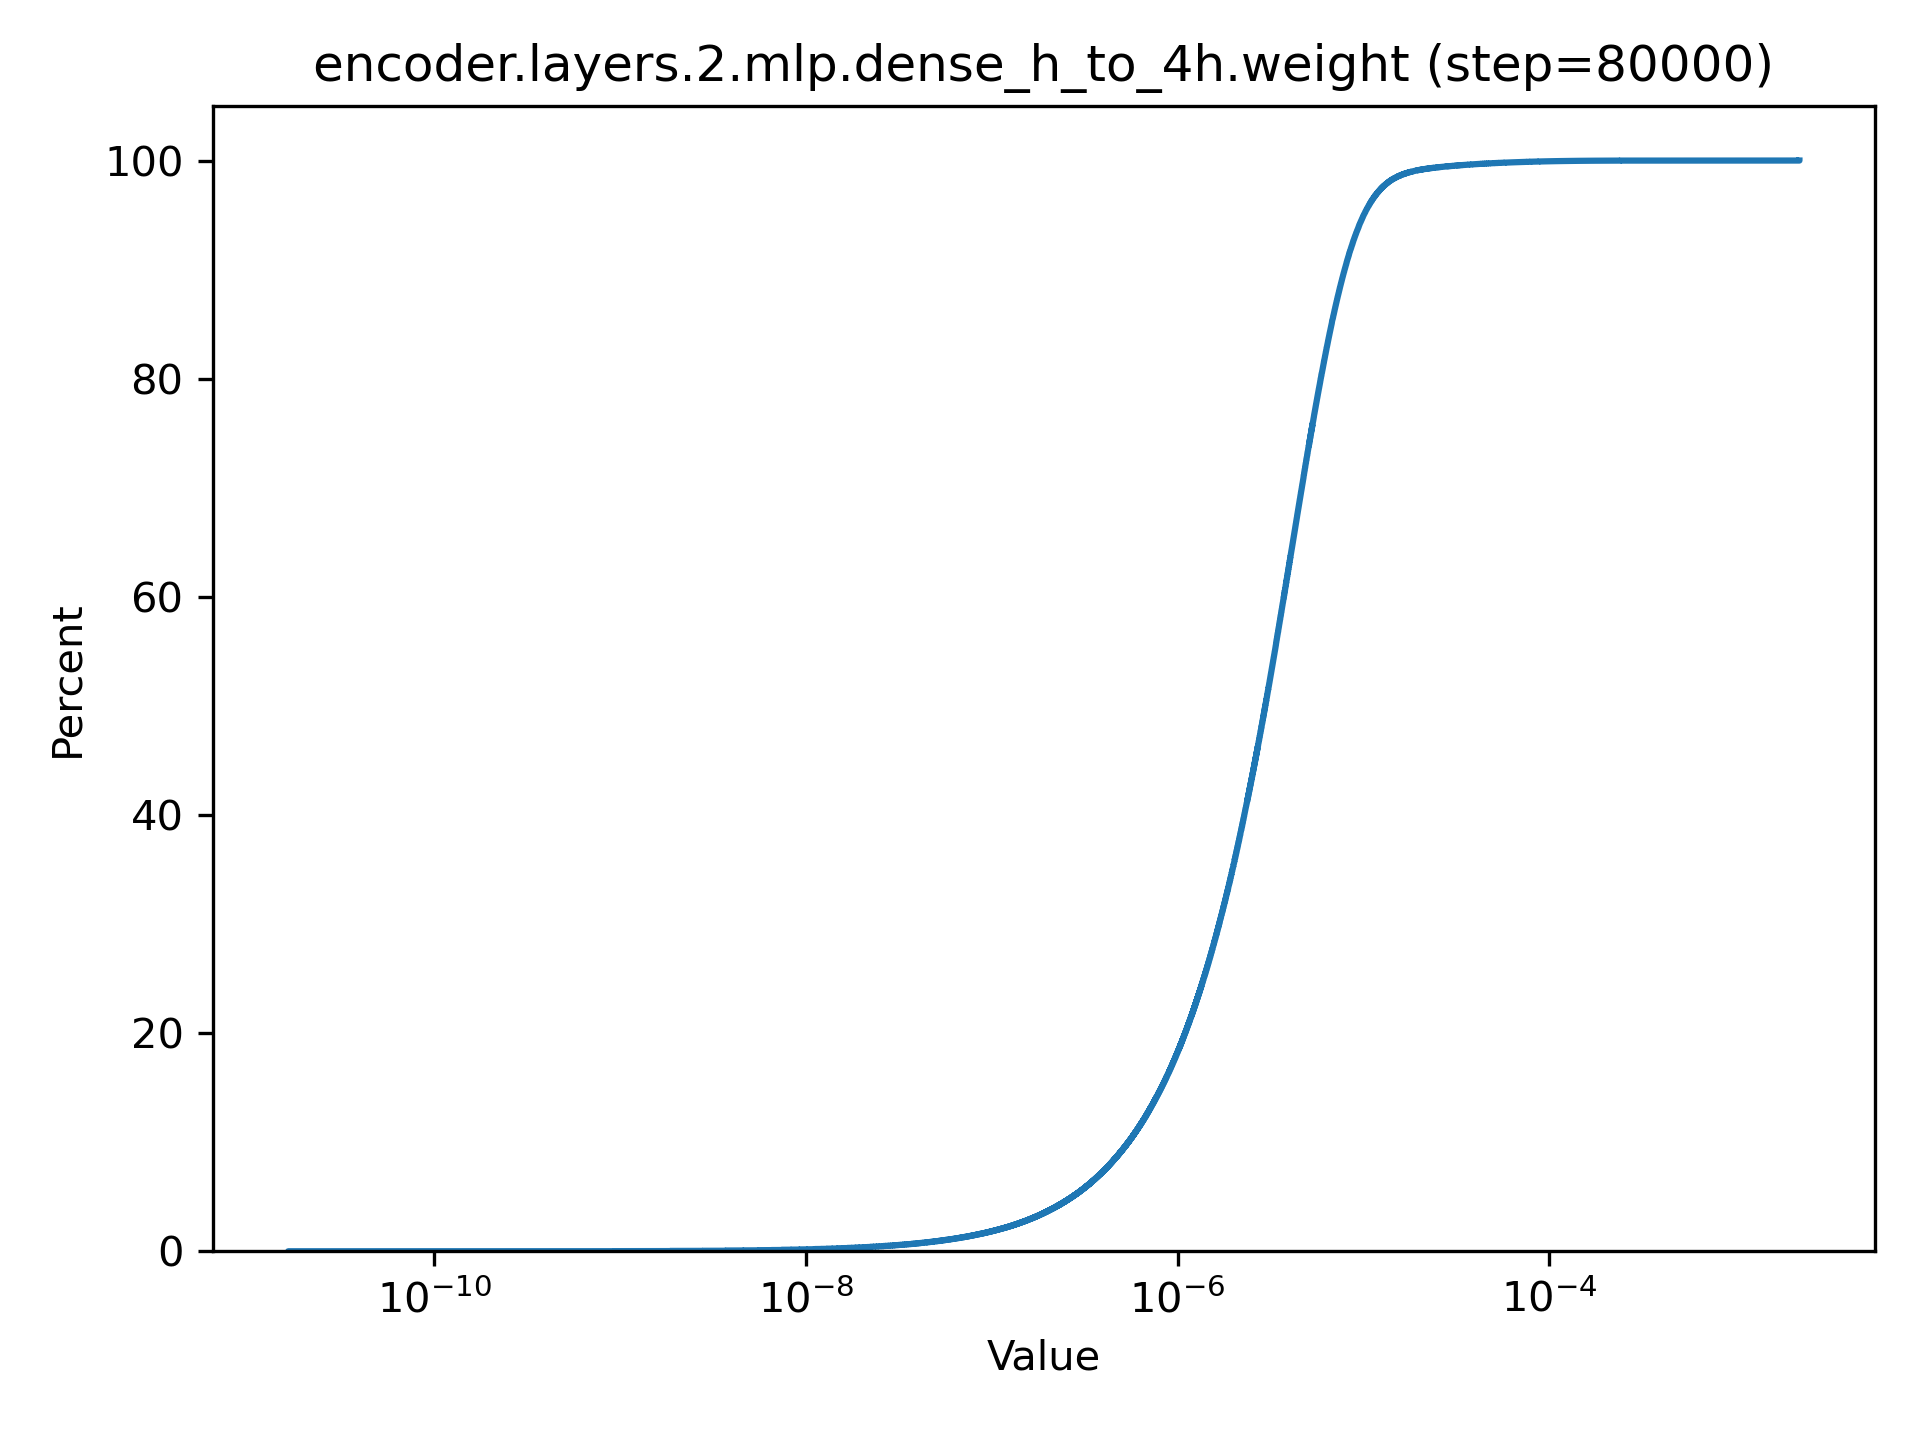 encoder.layers.2.mlp.dense_h_to_4h.weight (step=80000)
Percent
100
80
60
40
20
0
10⁻¹⁰ 10⁻⁸ 10⁻⁶ 10⁻⁴
Value